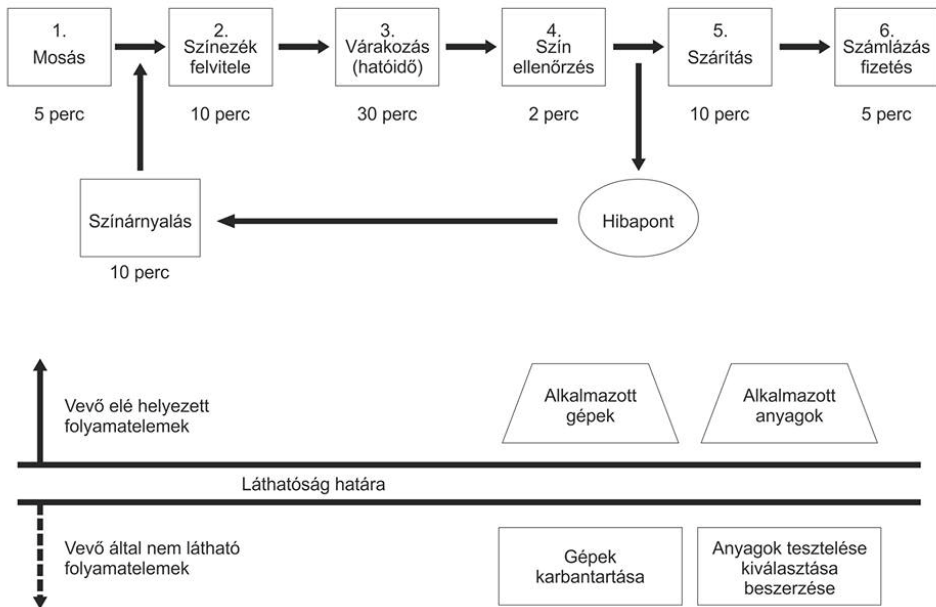 1.
Mosás
2.
Színezék
felvitele
3.
Várakozás
(hatóidő)
4.
Szín
ellenőrzés
5.
Szárítás
6.
Számlázás
fizetés
5 perc
10 perc
30 perc
2 perc
10 perc
5 perc
Színárnyalás
Hibapont
10 perc
Vevő elé helyezett
folyamatelemek
Alkalmazott
gépek
Alkalmazott
anyagok
Láthatóság határa
Vevő által nem látható
folyamatelemek
Gépek
karbantartása
Anyagok tesztelése
kiválasztása
beszerzése